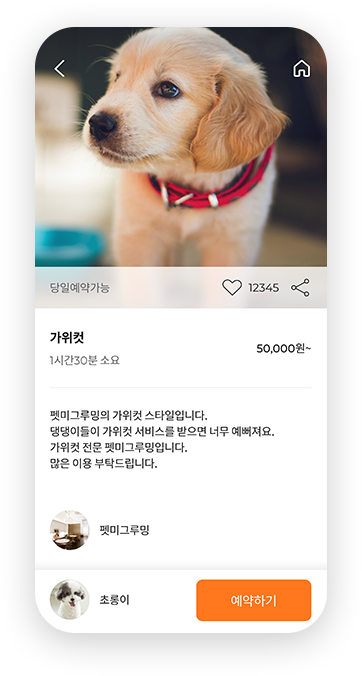 당일예약가능
12345
가위컷
1시간30분 소요
50,000원~
펫미그루밍의 가위컷 스타일입니다.
댕댕이들이 가위컷 서비스를 받으면 너무 예뻐져요.
가위컷 전문 펫미그루밍입니다.
많은 이용 부탁드립니다.
펫미그루밍
초롱이
예약하기